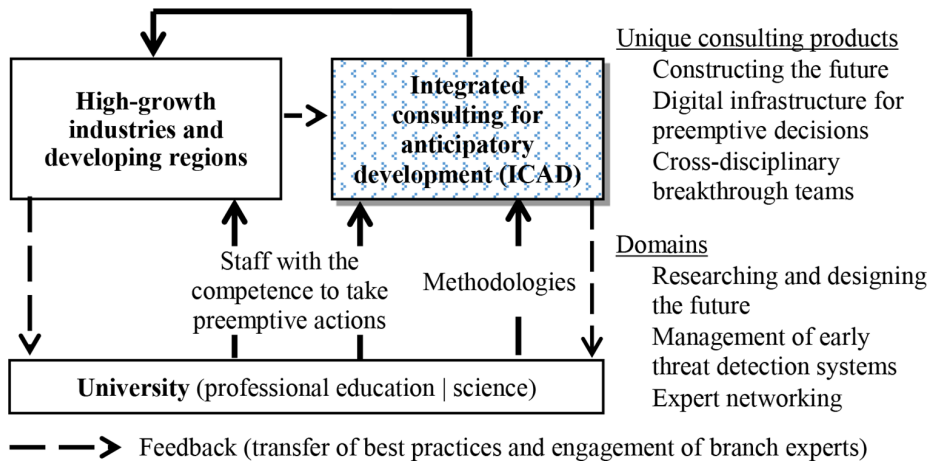 High-growth
industries and
developing regions
Integrated
consulting for
anticipatory
development (ICAD)
Unique consulting products
Constructing the future
Digital infrastructure for
preemptive decisions
Cross-disciplinary
breakthrough teams
Domains
Researching and designing
the future
Management of early
threat detection systems
Expert networking
Staff with the
competence to take
preemptive actions
Methodologies
University (professional education | science)
Feedback (transfer of best practices and engagement of branch experts)